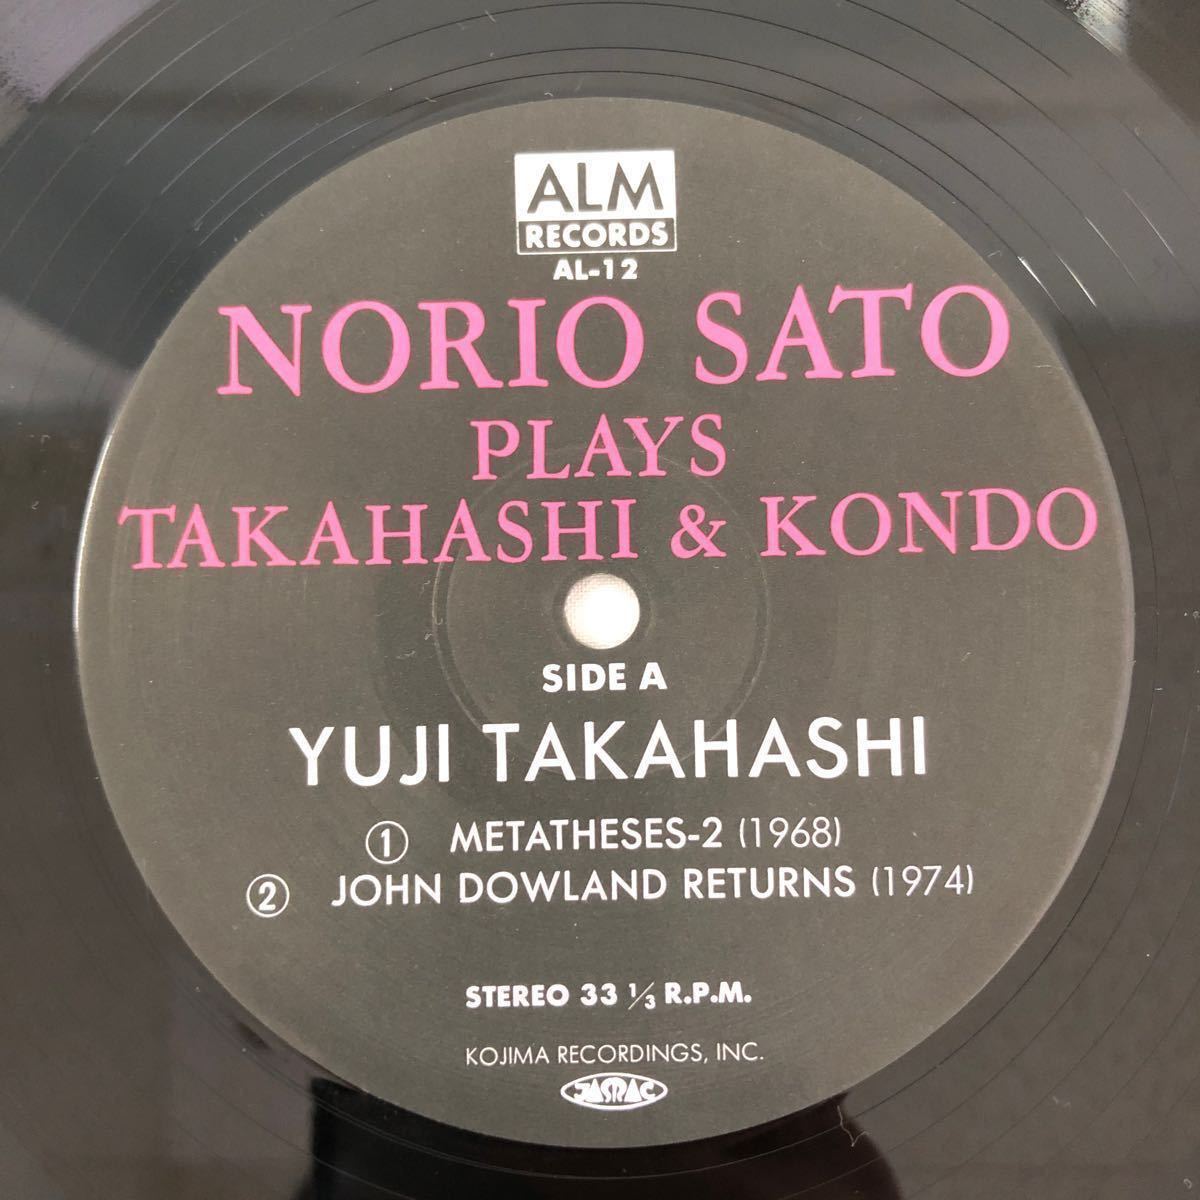 ALM
RECORDS
AL-12
NORIO SATO
PLAYS
TAKAHASHI & KONDO
SIDE A
YUJI TAKAHASHI
① METATHESES-2 (1968)
② JOHN DOWLAND RETURNS (1974)
STEREO 33 1/3 R.P.M.
KOJIMA RECORDINGS, INC.
JASRAC